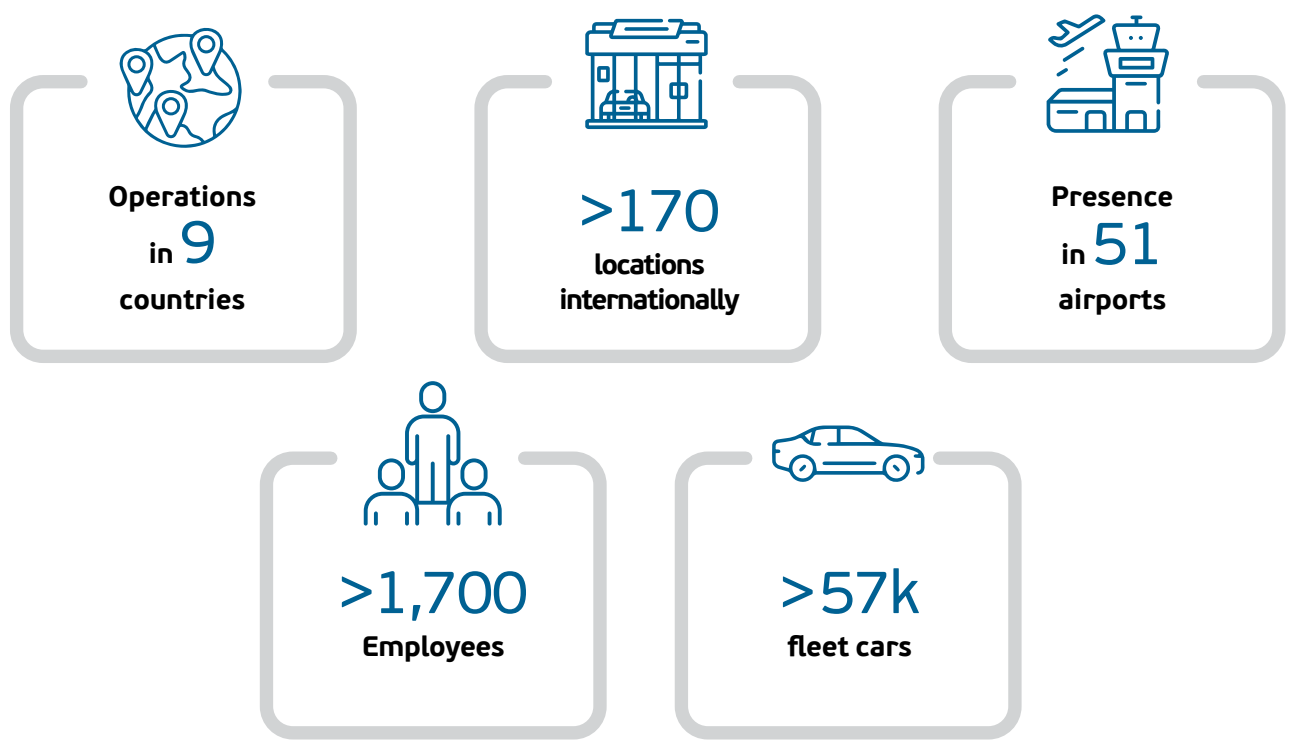 Operations
in 9
countries
>170
locations
internationally
Presence
in 51
airports
>1,700
Employees
>57k
fleet cars